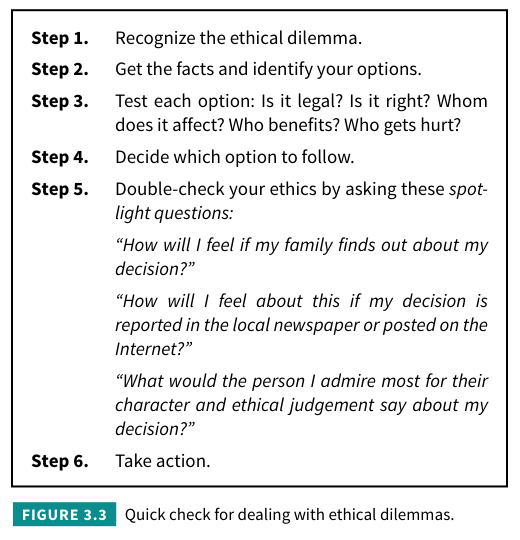 Step 1. Recognize the ethical dilemma.
Step 2. Get the facts and identify your options.
Step 3. Test each option: Is it legal? Is it right? Whom
does it affect? Who benefits? Who gets hurt?
Step 4. Decide which option to follow.
Step 5. Double-check your ethics by asking these spot-
light questions:
“How will I feel if my family finds out about my
decision?”
“How will I feel about this if my decision is
reported in the local newspaper or posted on the
Internet?”
“What would the person I admire most for their
character and ethical judgement say about my
decision?”
Step 6. Take action.
FIGURE 3.3 Quick check for dealing with ethical dilemmas.